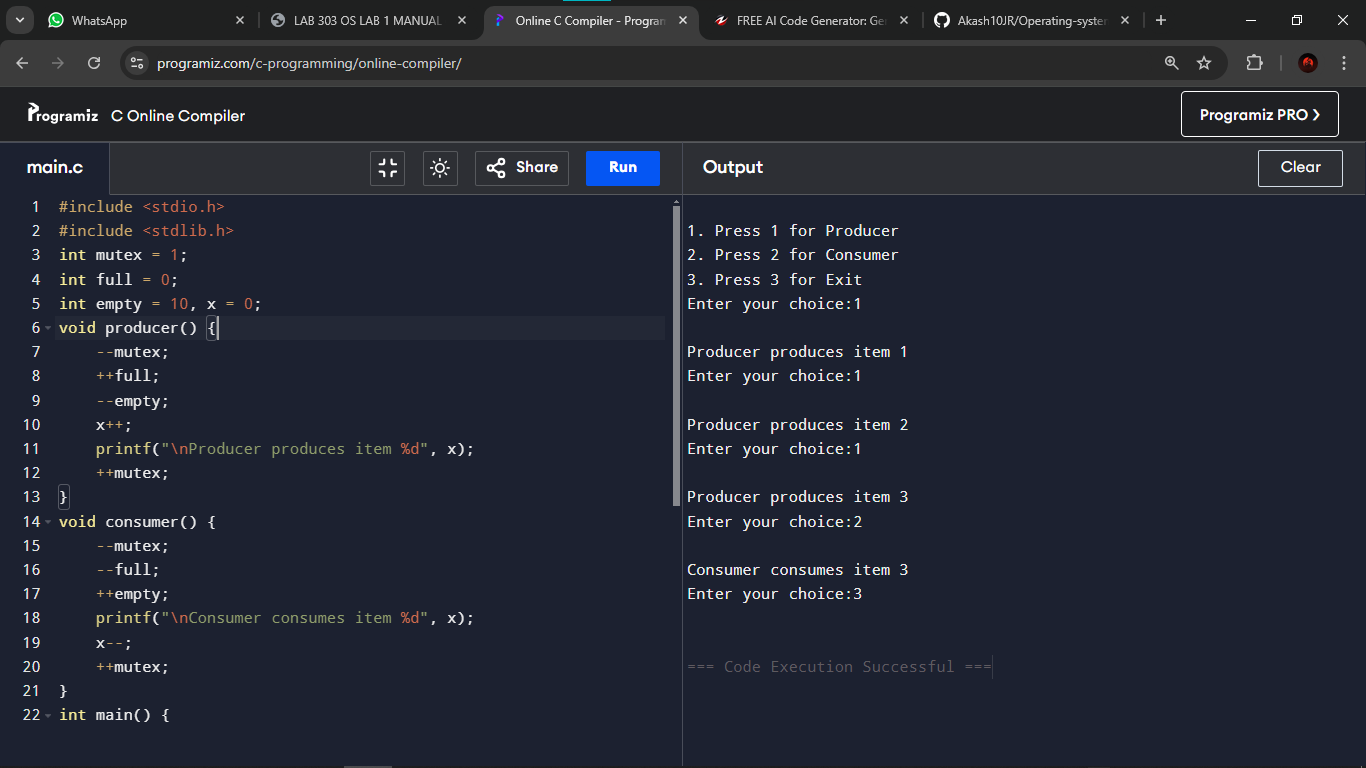 WhatsApp
LAB 303 OS LAB 1 MANUAL
Online C Compiler - Program
FREE AI Code Generator: Ge
Akash10JR/Operating-system
programiz.com/c-programming/online-compiler/
Programiz C Online Compiler
Programiz PRO
main.c
Share
Run
Output
Clear
1 #include <stdio.h>
2 #include <stdlib.h>
3 int mutex = 1;
4 int full = 0;
5 int empty = 10, x = 0;
6 void producer() {
7     --mutex;
8     ++full;
9     --empty;
10     x++;
11     printf("\nProducer produces item %d", x);
12     ++mutex;
13 }
14 void consumer() {
15     --mutex;
16     --full;
17     ++empty;
18     printf("\nConsumer consumes item %d", x);
19     x--;
20     ++mutex;
21 }
22 int main() {
1. Press 1 for Producer
2. Press 2 for Consumer
3. Press 3 for Exit
Enter your choice:1
Producer produces item 1
Enter your choice:1
Producer produces item 2
Enter your choice:1
Producer produces item 3
Enter your choice:2
Consumer consumes item 3
Enter your choice:3
=== Code Execution Successful ===